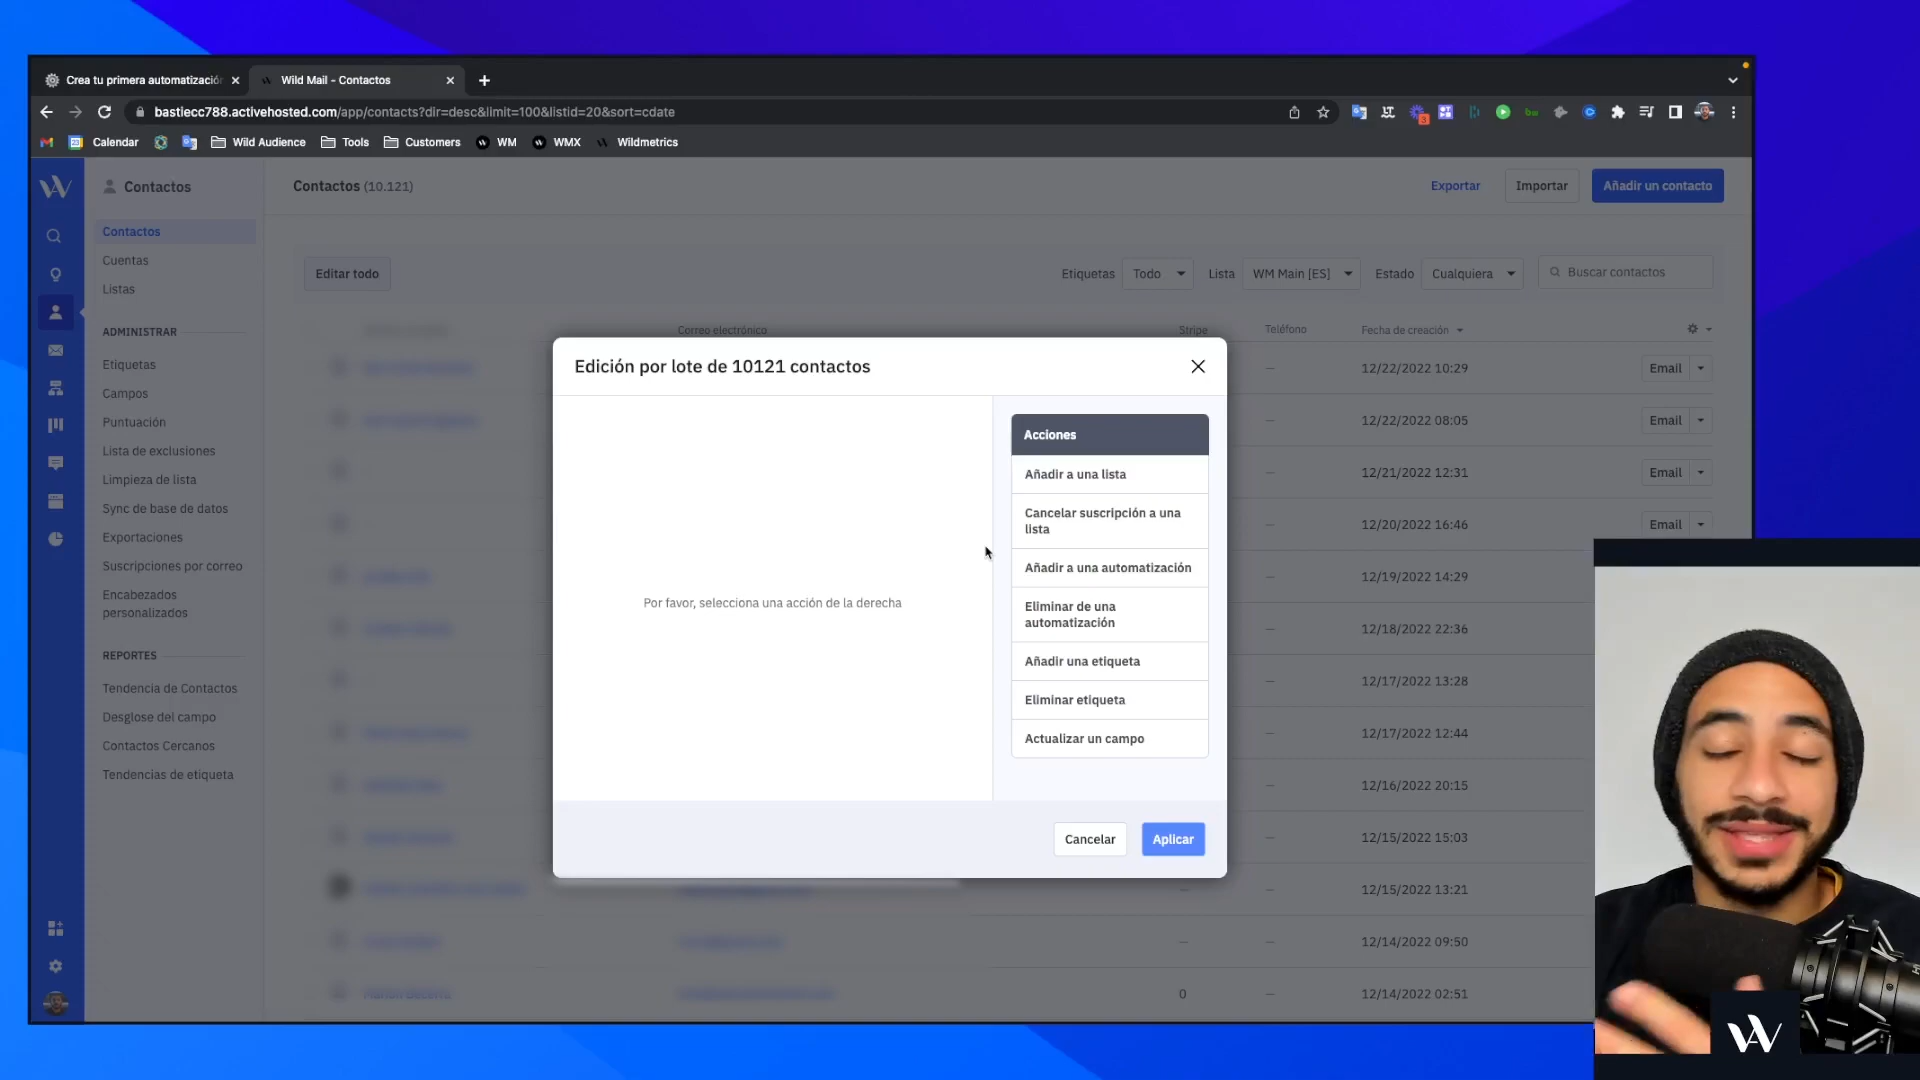 Crea tu primera automatizació
Wild Mail - Contactos
bastiecc788.activehosted.com/app/contacts?dir=desc&limit=100&listid=20&sort=cdate
Calendar
Wild Audience
Tools
Customers
WM
WMX
Wildmetrics
Contactos
Contactos
Cuentas
Listas
ADMINISTRAR
Etiquetas
Campos
Puntuación
Lista de exclusiones
Limpieza de lista
Sync de base de datos
Exportaciones
Suscripciones por correo
Encabezados
personalizados
REPORTES
Tendencia de Contactos
Desglose del campo
Contactos Cercanos
Tendencias de etiqueta
Contactos (10.121)
Exportar
Importar
Añadir un contacto
Editar todo
Etiquetas
Todo
Lista
WM Main [ES]
Estado
Cualquiera
Buscar contactos
Correo electrónico
Stripe
Teléfono
Fecha de creación
— 12/22/2022 10:29 Email
— 12/22/2022 08:05 Email
— 12/21/2022 12:31 Email
— 12/20/2022 16:46 Email
— 12/19/2022 14:29
— 12/18/2022 22:36
— 12/17/2022 13:28
— 12/17/2022 12:44
— 12/16/2022 20:15
— 12/15/2022 15:03
— — 12/15/2022 13:21
— — 12/14/2022 09:50
0 — 12/14/2022 02:51
Edición por lote de 10121 contactos
Por favor, selecciona una acción de la derecha
Acciones
Añadir a una lista
Cancelar suscripción a una
lista
Añadir a una automatización
Eliminar de una
automatización
Añadir una etiqueta
Eliminar etiqueta
Actualizar un campo
Cancelar
Aplicar